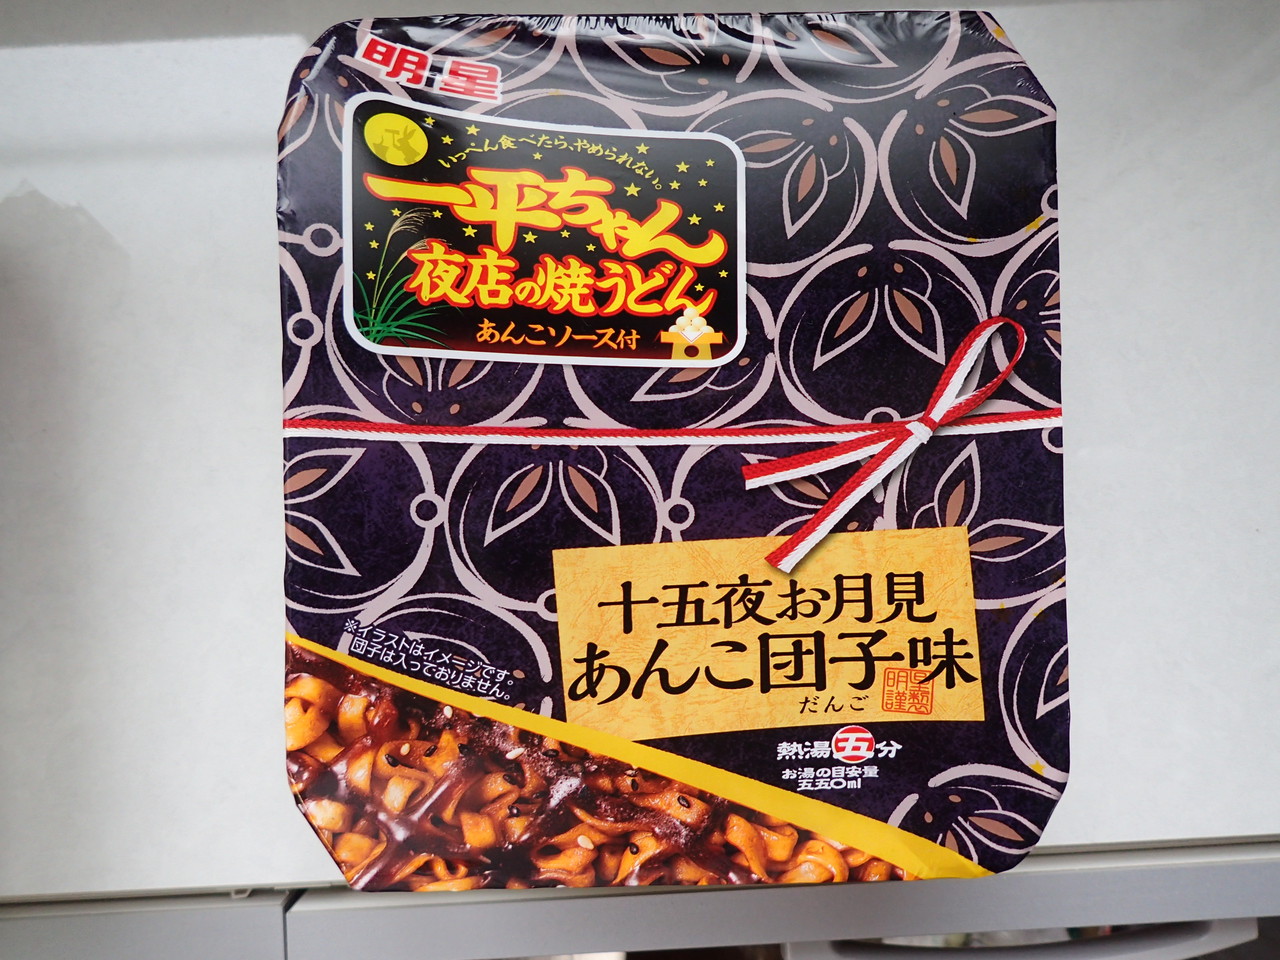 明星
いっぺん食べたら、やめられない。
一平ちゃん
夜店の焼うどん
あんこソース付
十五夜お月見
あんこ団子味
だんご
明星
謹製
※イラストはイメージです。
団子は入っておりません。
熱湯五分
お湯の目安量
五五〇ml